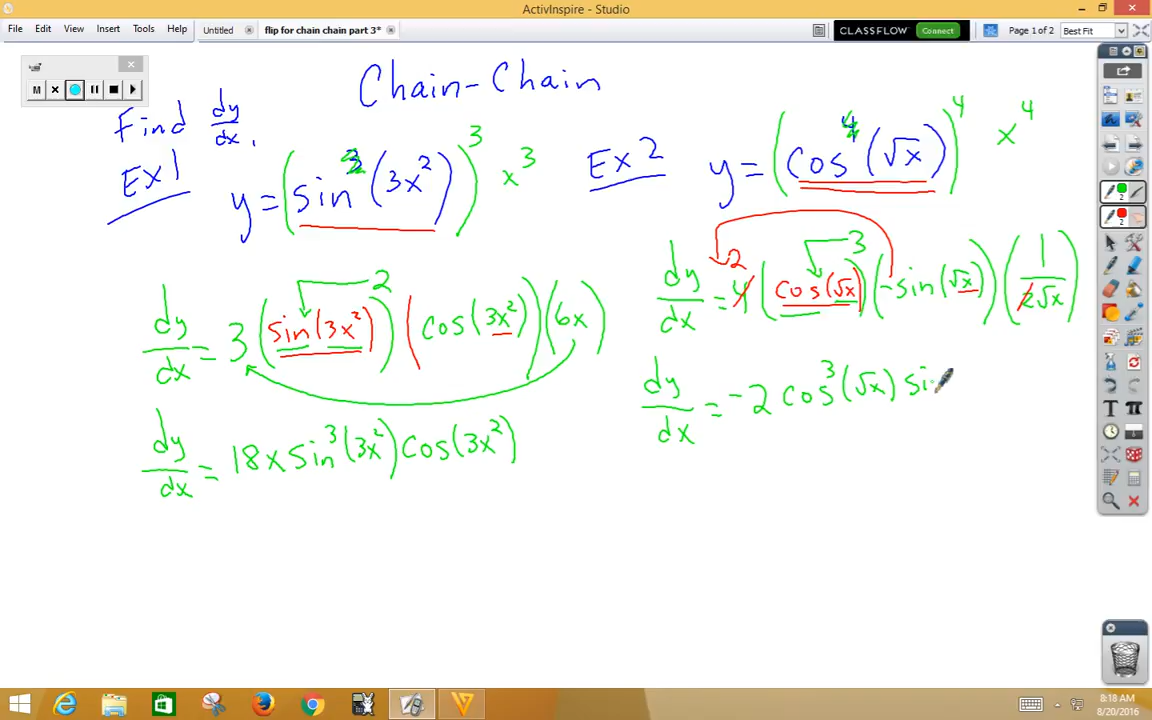 ActivInspire - Studio
File Edit View Insert Tools Help Untitled flip for chain chain part 3* CLASSFLOW Connect Page 1 of 2 Best Fit
M
Chain-Chain
Find dy/dx.
Ex 1 y = (sin³(3x²))³ x³
dy/dx = 3(sin(3x²))²(cos(3x²))(6x)
dy/dx = 18x sin³(3x²)cos(3x²)
Ex 2 y = (cos⁴(√x))⁴ x⁴
dy/dx = 4 2 (cos(√x))³(-sin(√x))(1/2√x)
dy/dx = -2 cos³(√x) si
8:18 AM
8/20/2016